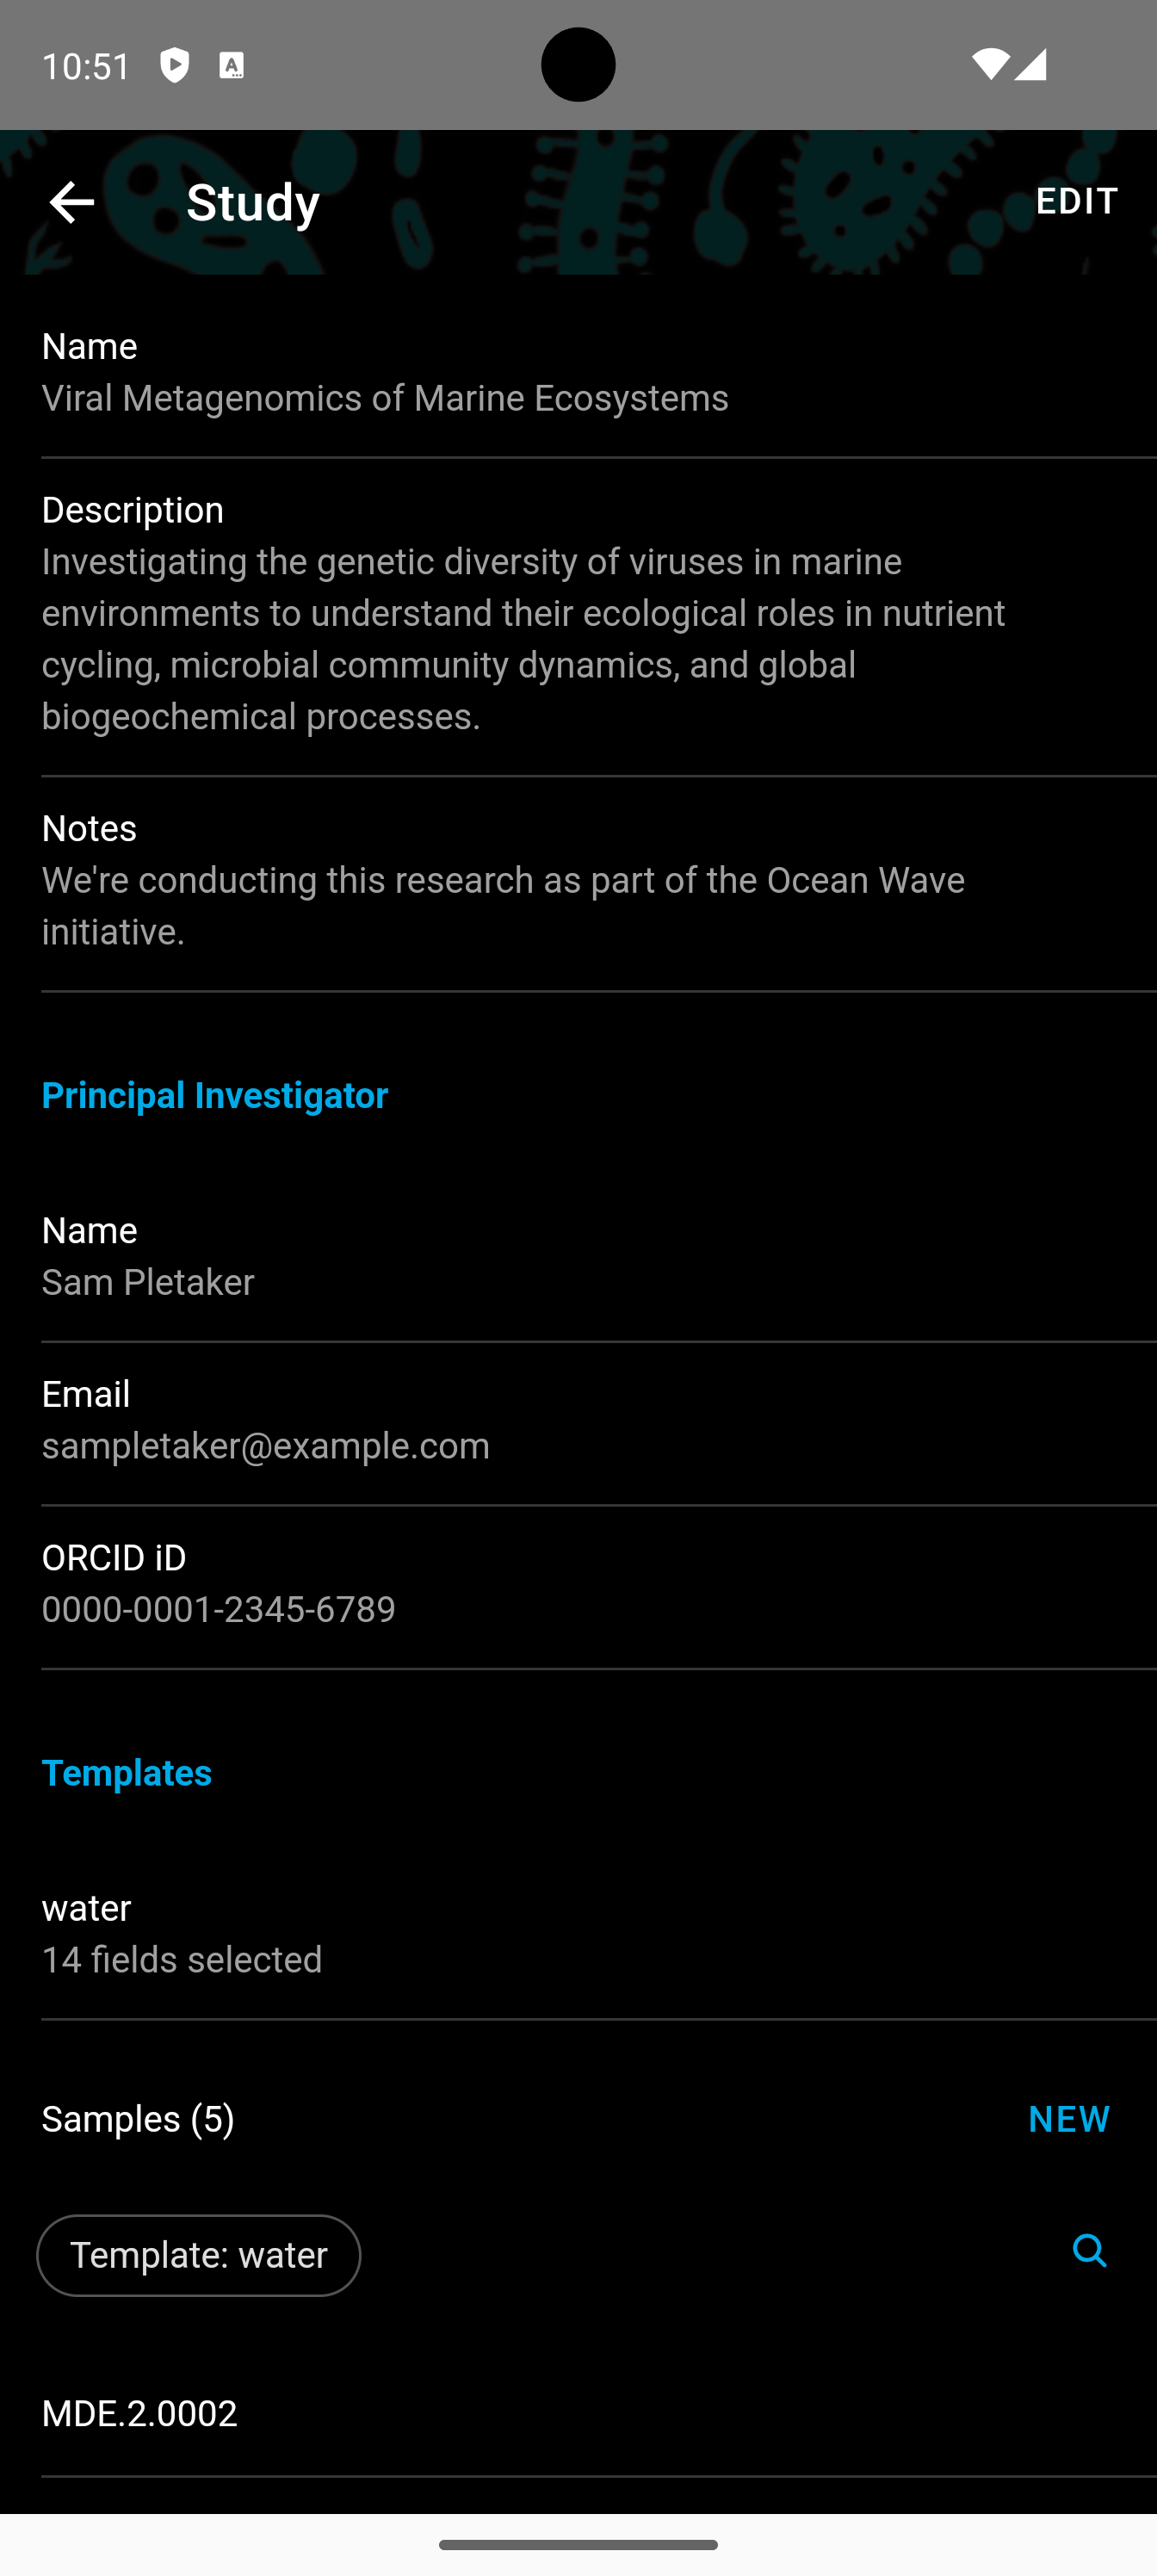 10:51
Study
EDIT
Name
Viral Metagenomics of Marine Ecosystems
Description
Investigating the genetic diversity of viruses in marine
environments to understand their ecological roles in nutrient
cycling, microbial community dynamics, and global
biogeochemical processes.
Notes
We're conducting this research as part of the Ocean Wave
initiative.
Principal Investigator
Name
Sam Pletaker
Email
sampletaker@example.com
ORCID iD
0000-0001-2345-6789
Templates
water
14 fields selected
Samples (5)
NEW
Template: water
MDE.2.0002